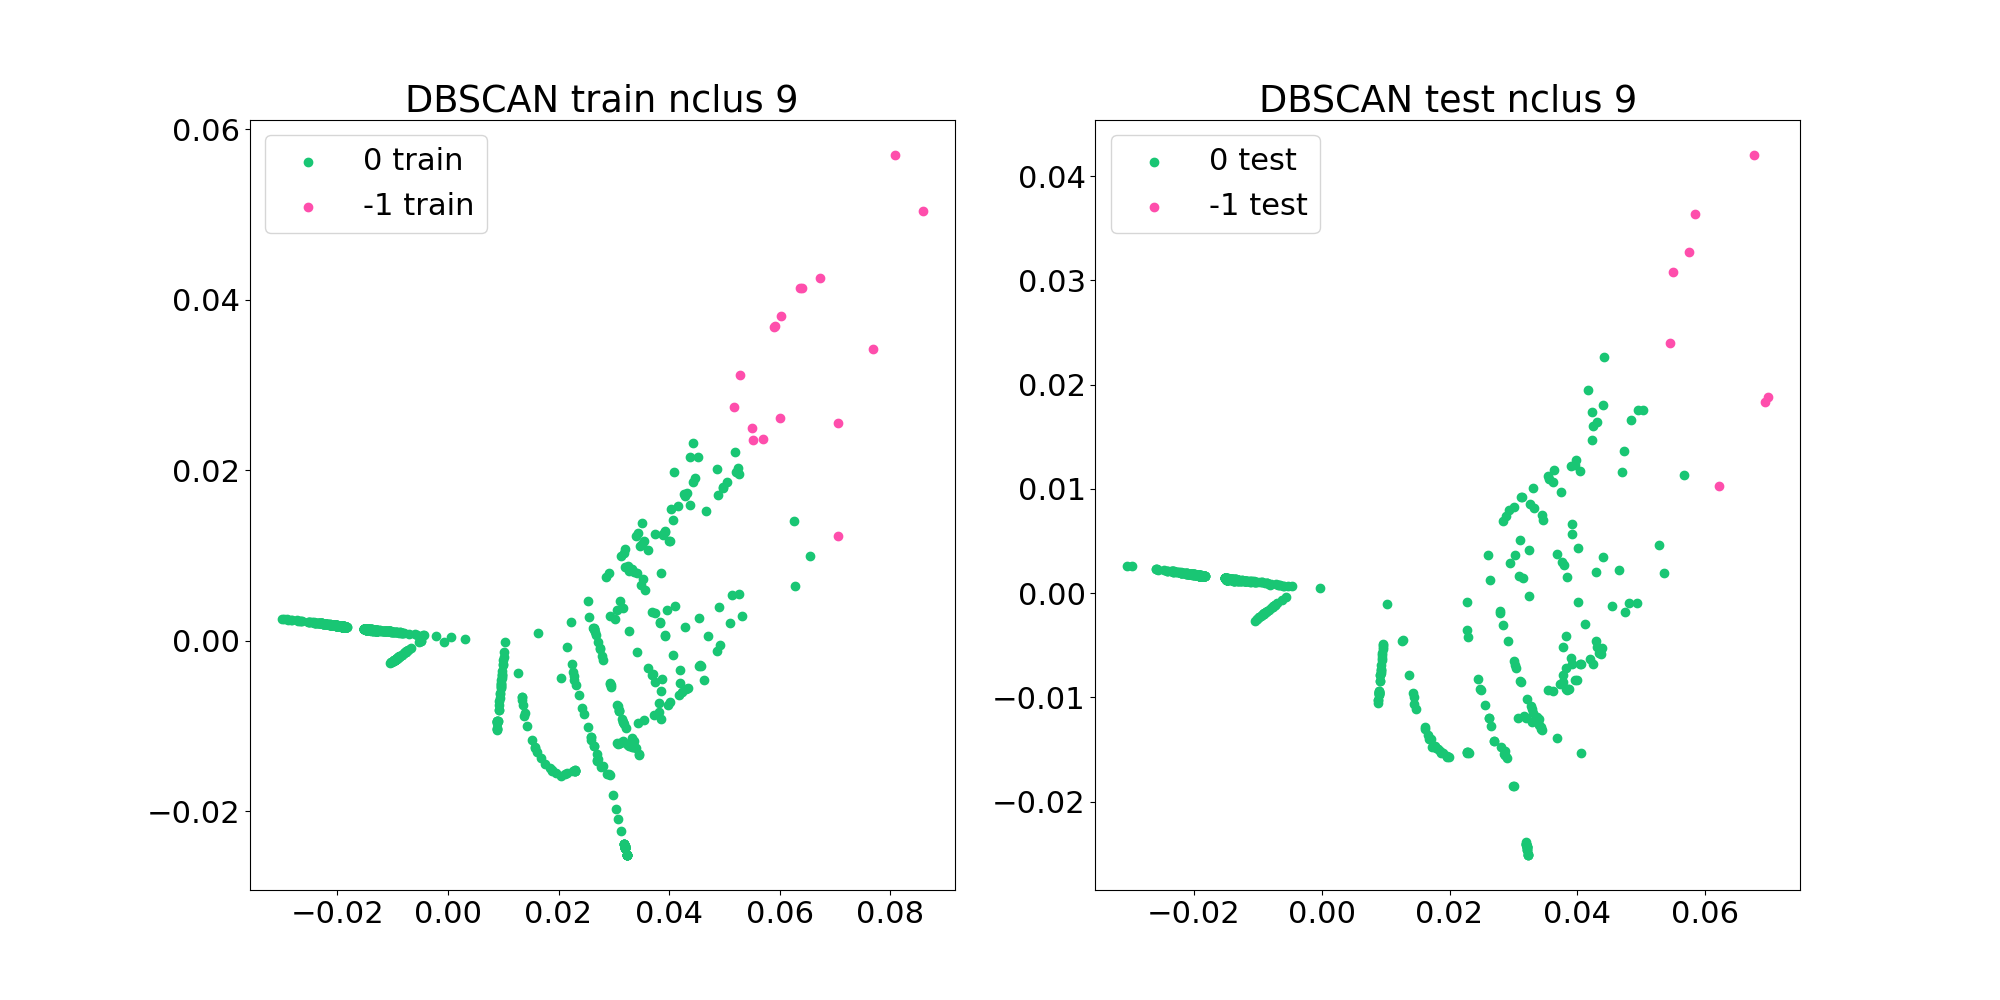 DBSCAN train nclus 9
0 train
-1 train
0.06
0.04
0.02
0.00
−0.02
−0.02 0.00 0.02 0.04 0.06 0.08
DBSCAN test nclus 9
0 test
-1 test
0.04
0.03
0.02
0.01
0.00
−0.01
−0.02
−0.02 0.00 0.02 0.04 0.06